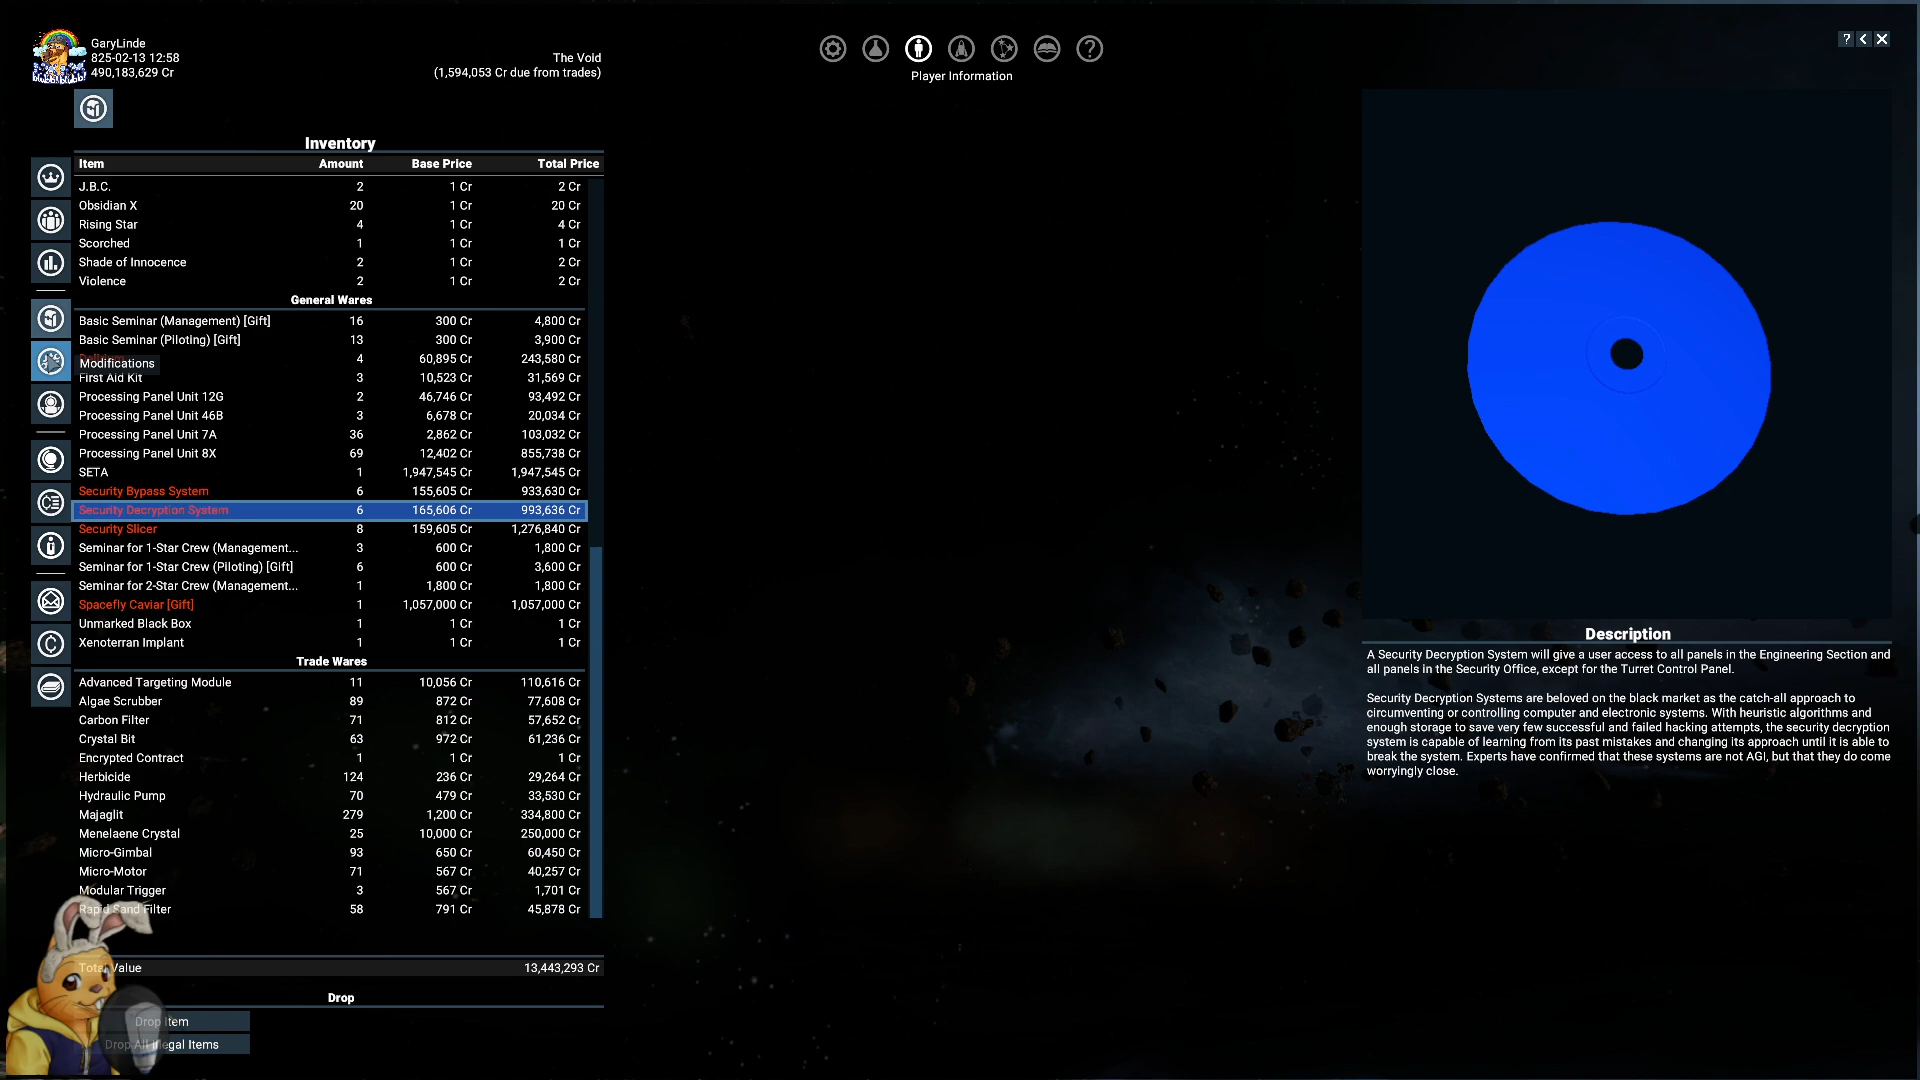 GaryLinde
825-02-13 12:58
490,183,629 Cr
The Void
(1,594,053 Cr due from trades)
Player Information
? < X
Inventory
Item Amount Base Price Total Price
J.B.C. 2 1 Cr 2 Cr
Obsidian X 20 1 Cr 20 Cr
Rising Star 4 1 Cr 4 Cr
Scorched 1 1 Cr 1 Cr
Shade of Innocence 2 1 Cr 2 Cr
Violence 2 1 Cr 2 Cr
General Wares
Basic Seminar (Management) [Gift] 16 300 Cr 4,800 Cr
Basic Seminar (Piloting) [Gift] 13 300 Cr 3,900 Cr
4 60,895 Cr 243,580 Cr
Modifications
First Aid Kit 3 10,523 Cr 31,569 Cr
Processing Panel Unit 12G 2 46,746 Cr 93,492 Cr
Processing Panel Unit 46B 3 6,678 Cr 20,034 Cr
Processing Panel Unit 7A 36 2,862 Cr 103,032 Cr
Processing Panel Unit 8X 69 12,402 Cr 855,738 Cr
SETA 1 1,947,545 Cr 1,947,545 Cr
Security Bypass System 6 155,605 Cr 933,630 Cr
Security Decryption System 6 165,606 Cr 993,636 Cr
Security Slicer 8 159,605 Cr 1,276,840 Cr
Seminar for 1-Star Crew (Management... 3 600 Cr 1,800 Cr
Seminar for 1-Star Crew (Piloting) [Gift] 6 600 Cr 3,600 Cr
Seminar for 2-Star Crew (Management... 1 1,800 Cr 1,800 Cr
Spacefly Caviar [Gift] 1 1,057,000 Cr 1,057,000 Cr
Unmarked Black Box 1 1 Cr 1 Cr
Xenoterran Implant 1 1 Cr 1 Cr
Trade Wares
Advanced Targeting Module 11 10,056 Cr 110,616 Cr
Algae Scrubber 89 872 Cr 77,608 Cr
Carbon Filter 71 812 Cr 57,652 Cr
Crystal Bit 63 972 Cr 61,236 Cr
Encrypted Contract 1 1 Cr 1 Cr
Herbicide 124 236 Cr 29,264 Cr
Hydraulic Pump 70 479 Cr 33,530 Cr
Majaglit 279 1,200 Cr 334,800 Cr
Menelaene Crystal 25 10,000 Cr 250,000 Cr
Micro-Gimbal 93 650 Cr 60,450 Cr
Micro-Motor 71 567 Cr 40,257 Cr
Modular Trigger 3 567 Cr 1,701 Cr
Rapid Sand Filter 58 791 Cr 45,878 Cr
Total Value 13,443,293 Cr
Drop
Drop Item
Drop All Illegal Items
Description
A Security Decryption System will give a user access to all panels in the Engineering Section and
all panels in the Security Office, except for the Turret Control Panel.
Security Decryption Systems are beloved on the black market as the catch-all approach to
circumventing or controlling computer and electronic systems. With heuristic algorithms and
enough storage to save very few successful and failed hacking attempts, the security decryption
system is capable of learning from its past mistakes and changing its approach until it is able to
break the system. Experts have confirmed that these systems are not AGI, but that they do come
worryingly close.